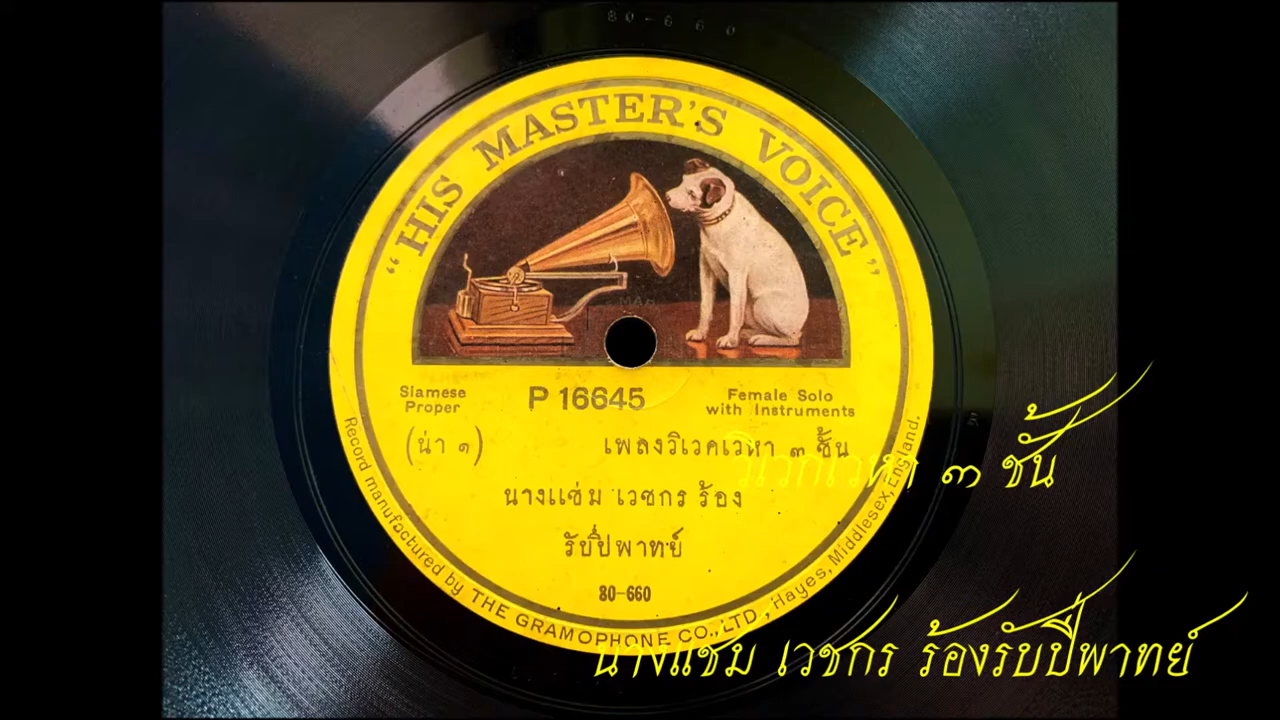 80-660
"HIS MASTER'S VOICE"
Siamese Proper
P 16645
Female Solo with Instruments
(น่า ๑)
เพลงวิเวคเวหา ๓ ชั้น
นางแช่ม เวชกร ร้อง
รับปี่พาทย์
80-660
Record manufactured by THE GRAMOPHONE CO., LTD., Hayes, Middlesex, England.
วิเวกเวหา ๓ ชั้น
นางแช่ม เวชกร ร้องรับปี่พาทย์